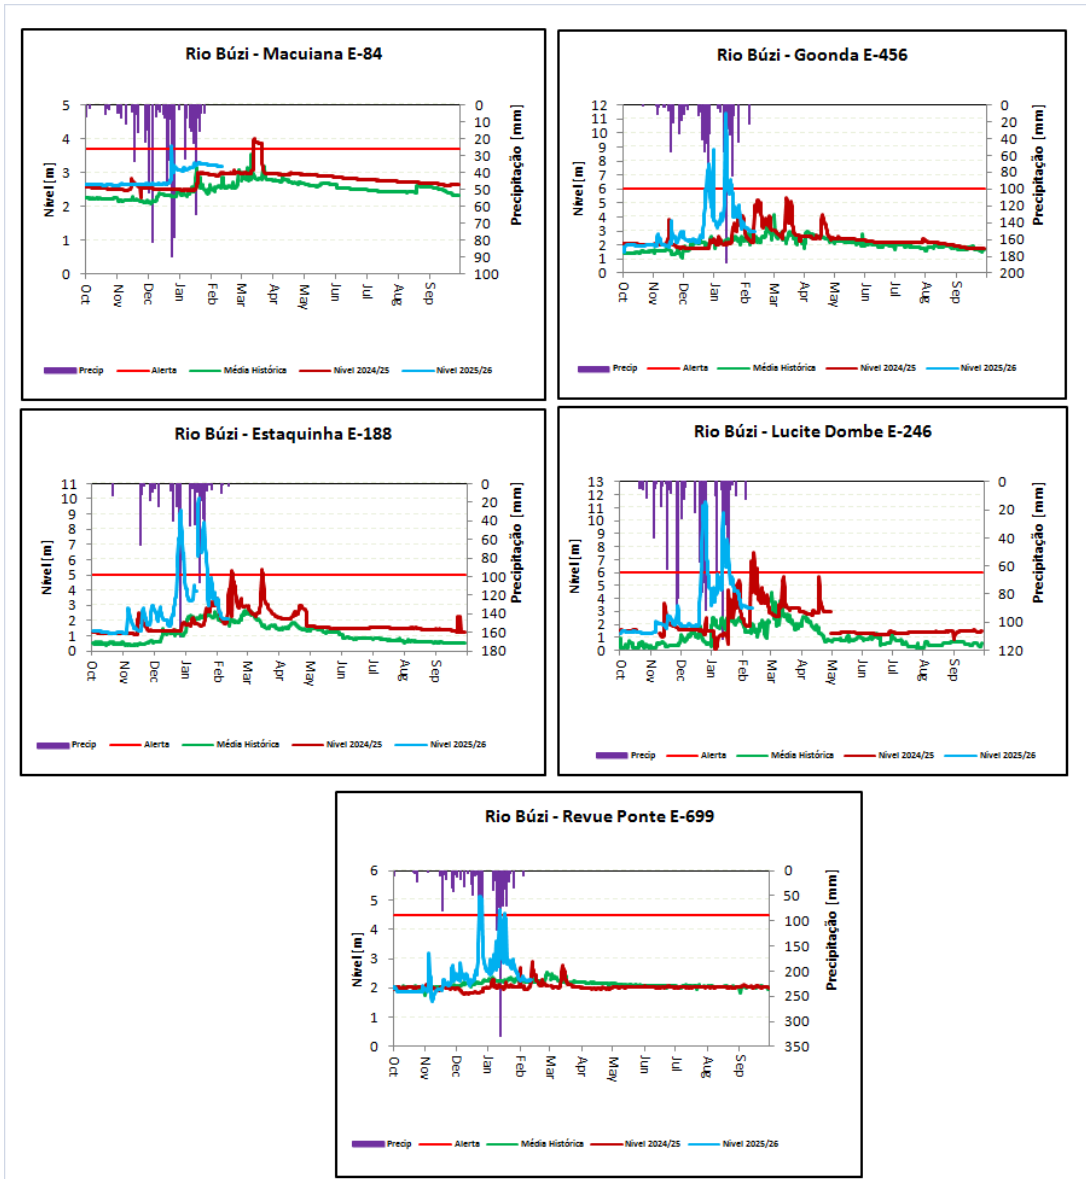 Rio Búzi - Macuiana E-84
Nível [m]
5
4
3
2
1
0
Precipitação [mm]
0
10
20
30
40
50
60
70
80
90
100
Oct
Nov
Dec
Jan
Feb
Mar
Apr
May
Jun
Jul
Aug
Sep
Precip
Alerta
Média Histórica
Nivel 2024/25
Nivel 2025/26
Rio Búzi - Goonda E-456
Nível [m]
12
11
10
9
8
7
6
5
4
3
2
1
0
Precipitação [mm]
0
20
40
60
80
100
120
140
160
180
200
Oct
Nov
Dec
Jan
Feb
Mar
Apr
May
Jun
Jul
Aug
Sep
Precip
Alerta
Média Histórica
Nivel 2024/25
Nivel 2025/26
Rio Búzi - Estaquinha E-188
Nível [m]
11
10
9
8
7
6
5
4
3
2
1
0
Precipitação [mm]
0
20
40
60
80
100
120
140
160
180
Oct
Nov
Dec
Jan
Feb
Mar
Apr
May
Jun
Jul
Aug
Sep
Precip
Alerta
Média Histórica
Nivel 2024/25
Nivel 2025/26
Rio Búzi - Lucite Dombe E-246
Nível [m]
13
12
11
10
9
8
7
6
5
4
3
2
1
0
Precipitação [mm]
0
20
40
60
80
100
120
Oct
Nov
Dec
Jan
Feb
Mar
Apr
May
Jun
Jul
Aug
Sep
Precip
Alerta
Média Histórica
Nivel 2024/25
Nivel 2025/26
Rio Búzi - Revue Ponte E-699
Nível [m]
6
5
4
3
2
1
0
Precipitação [mm]
0
50
100
150
200
250
300
350
Oct
Nov
Dec
Jan
Feb
Mar
Apr
May
Jun
Jul
Aug
Sep
Precip
Alerta
Média Histórica
Nivel 2024/25
Nivel 2025/26